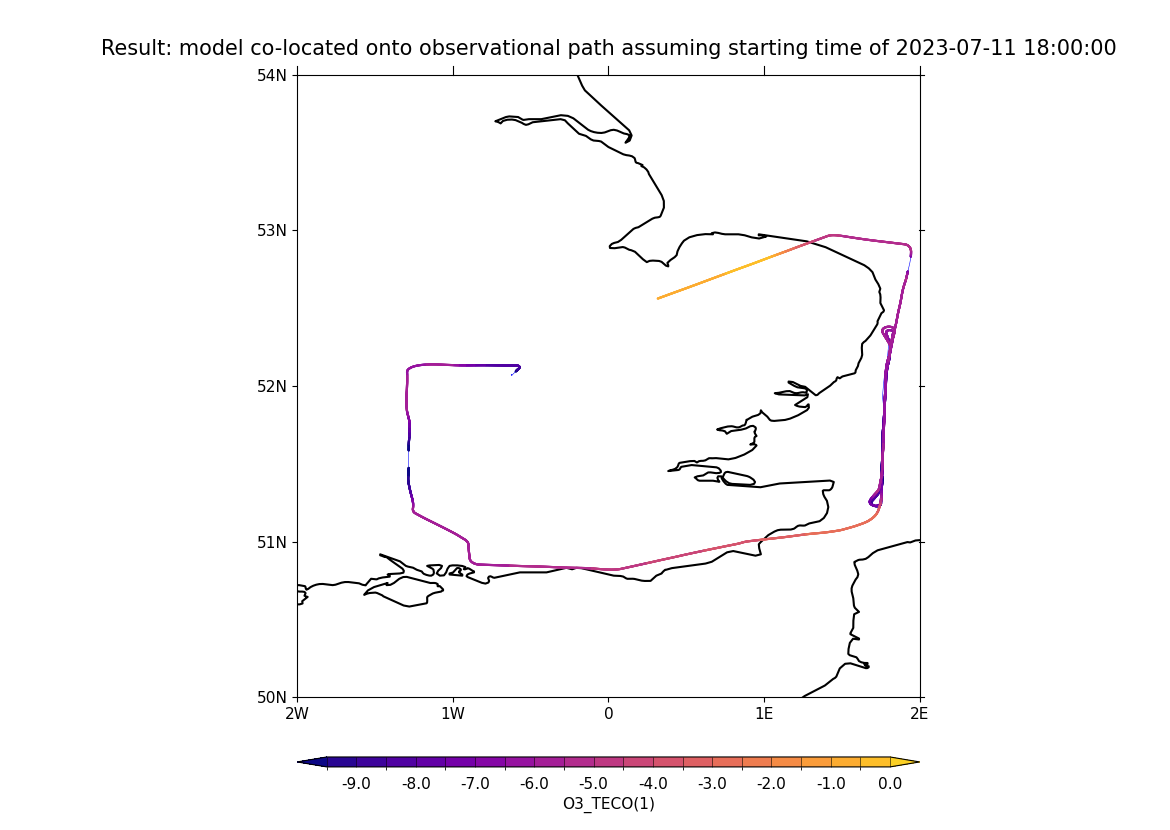 Result: model co-located onto observational path assuming starting time of 2023-07-11 18:00:00
54N
53N
52N
51N
50N
2W 1W 0 1E 2E
-9.0 -8.0 -7.0 -6.0 -5.0 -4.0 -3.0 -2.0 -1.0 0.0
O3_TECO(1)